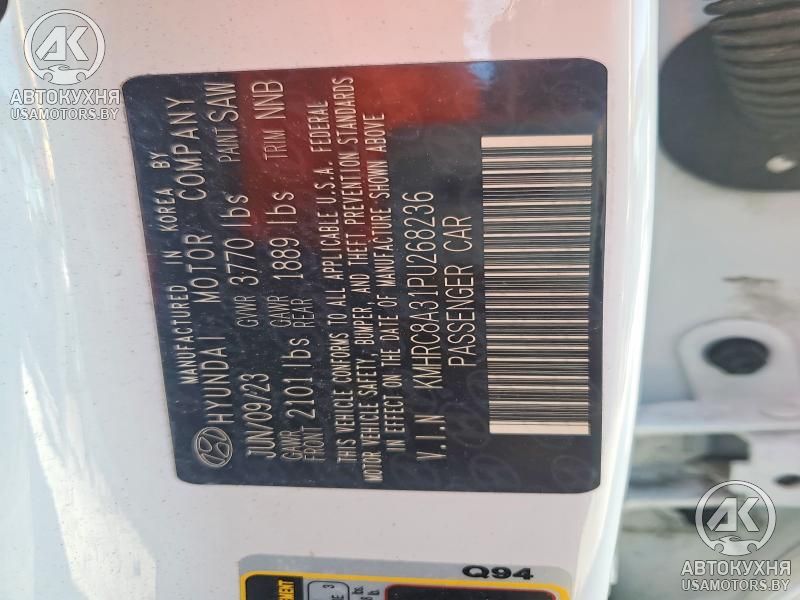 MANUFACTURED IN KOREA BY
HYUNDAI MOTOR COMPANY
JUN/09/23 GVWR 3770 lbs PAINT SAW
GAWR FRONT 2101 lbs GAWR REAR 1889 lbs TRIM NNB
THIS VEHICLE CONFORMS TO ALL APPLICABLE U.S.A. FEDERAL
MOTOR VEHICLE SAFETY, BUMPER, AND THEFT PREVENTION STANDARDS
IN EFFECT ON THE DATE OF MANUFACTURE SHOWN ABOVE
V.I.N KMHRC8A31PU268236
PASSENGER CAR
Q94
3
AK
АВТОКУХНЯ
USAMOTORS.BY
AK
АВТОКУХНЯ
USAMOTORS.BY